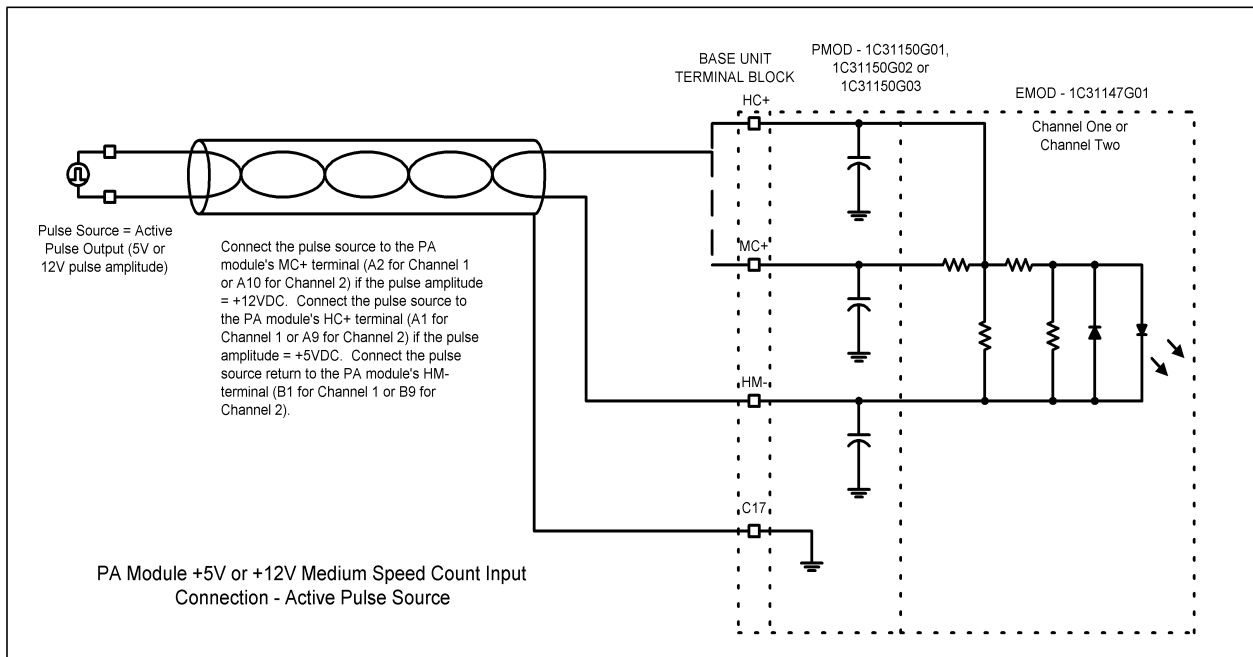 BASE UNIT
TERMINAL BLOCK
PMOD - 1C31150G01,
1C31150G02 or
1C31150G03
EMOD - 1C31147G01
Channel One or
Channel Two
HC+
Pulse Source = Active
Pulse Output (5V or
12V pulse amplitude)
Connect the pulse source to the PA
module's MC+ terminal (A2 for Channel 1
or A10 for Channel 2) if the pulse amplitude
= +12VDC.  Connect the pulse source to
the PA module's HC+ terminal (A1 for
Channel 1 or A9 for Channel 2) if the pulse
amplitude = +5VDC.  Connect the pulse
source return to the PA module's HM-
terminal (B1 for Channel 1 or B9 for
Channel 2).
MC+
HM-
C17
PA Module +5V or +12V Medium Speed Count Input
Connection - Active Pulse Source